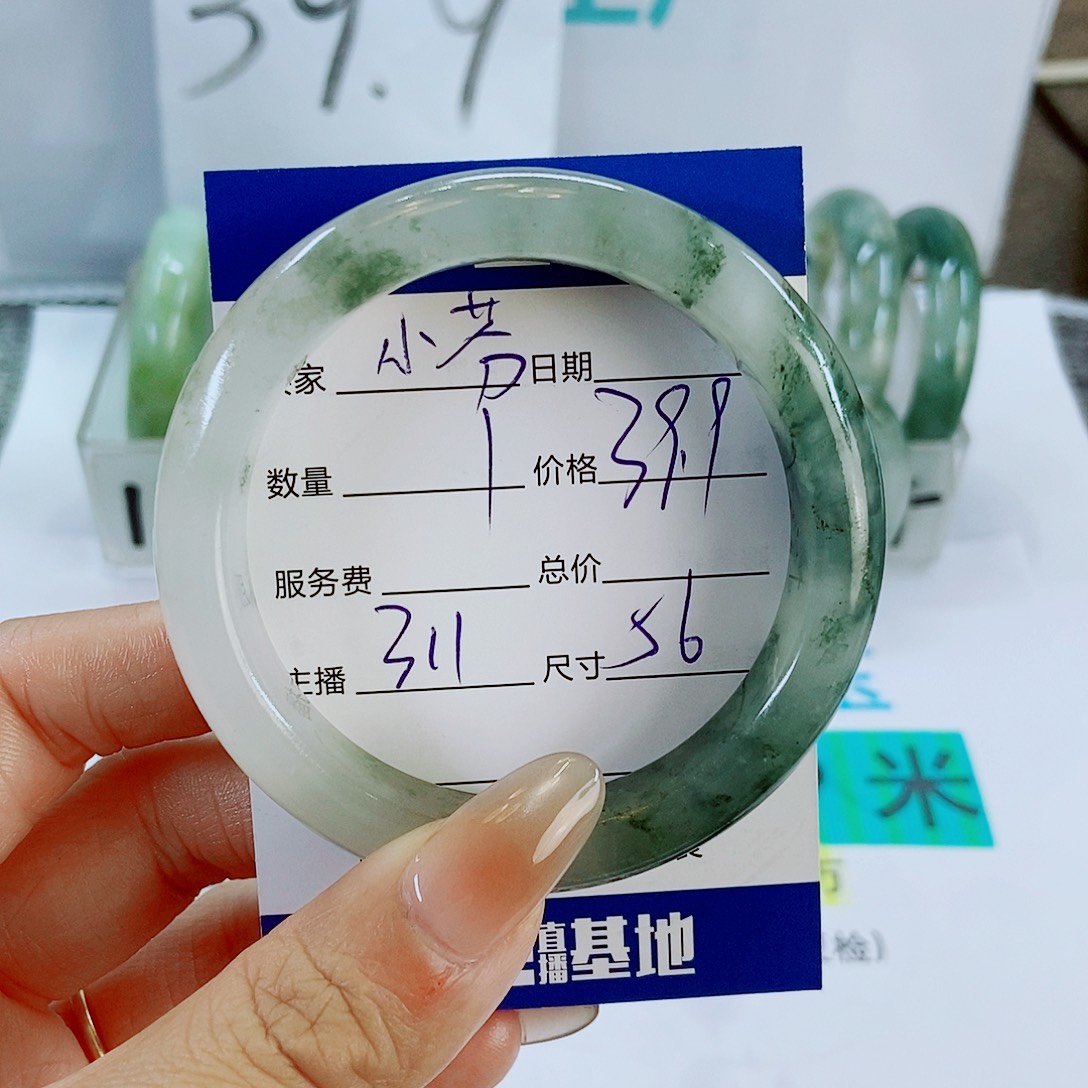 39.9
家 小芳 日期
数量 1 价格 39.9
服务费 总价
主播 311 尺寸 56
直播基地
米
检）